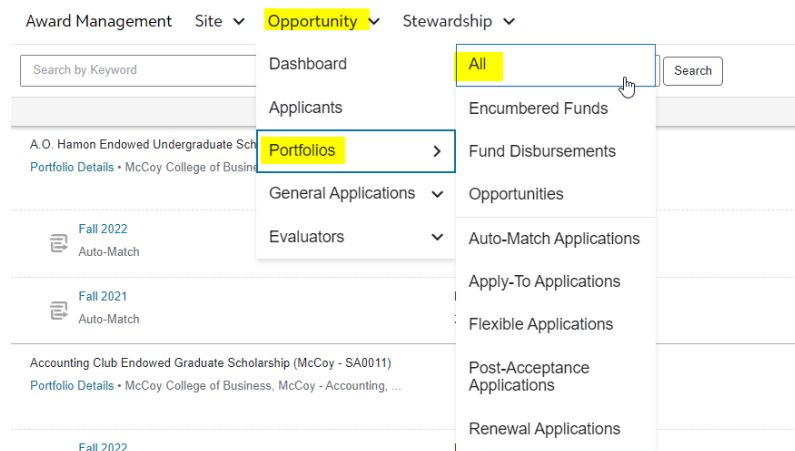 Award Management Site Opportunity Stewardship
Search by Keyword
Search
Dashboard
Applicants
Portfolios
General Applications
Evaluators
All
Encumbered Funds
Fund Disbursements
Opportunities
Auto-Match Applications
Apply-To Applications
Flexible Applications
Post-Acceptance
Applications
Renewal Applications
A.O. Hamon Endowed Undergraduate Sch
Portfolio Details • McCoy College of Busine
Fall 2022
Auto-Match
Fall 2021
Auto-Match
Accounting Club Endowed Graduate Scholarship (McCoy - SA0011)
Portfolio Details • McCoy College of Business, McCoy - Accounting, ...
Fall 2022